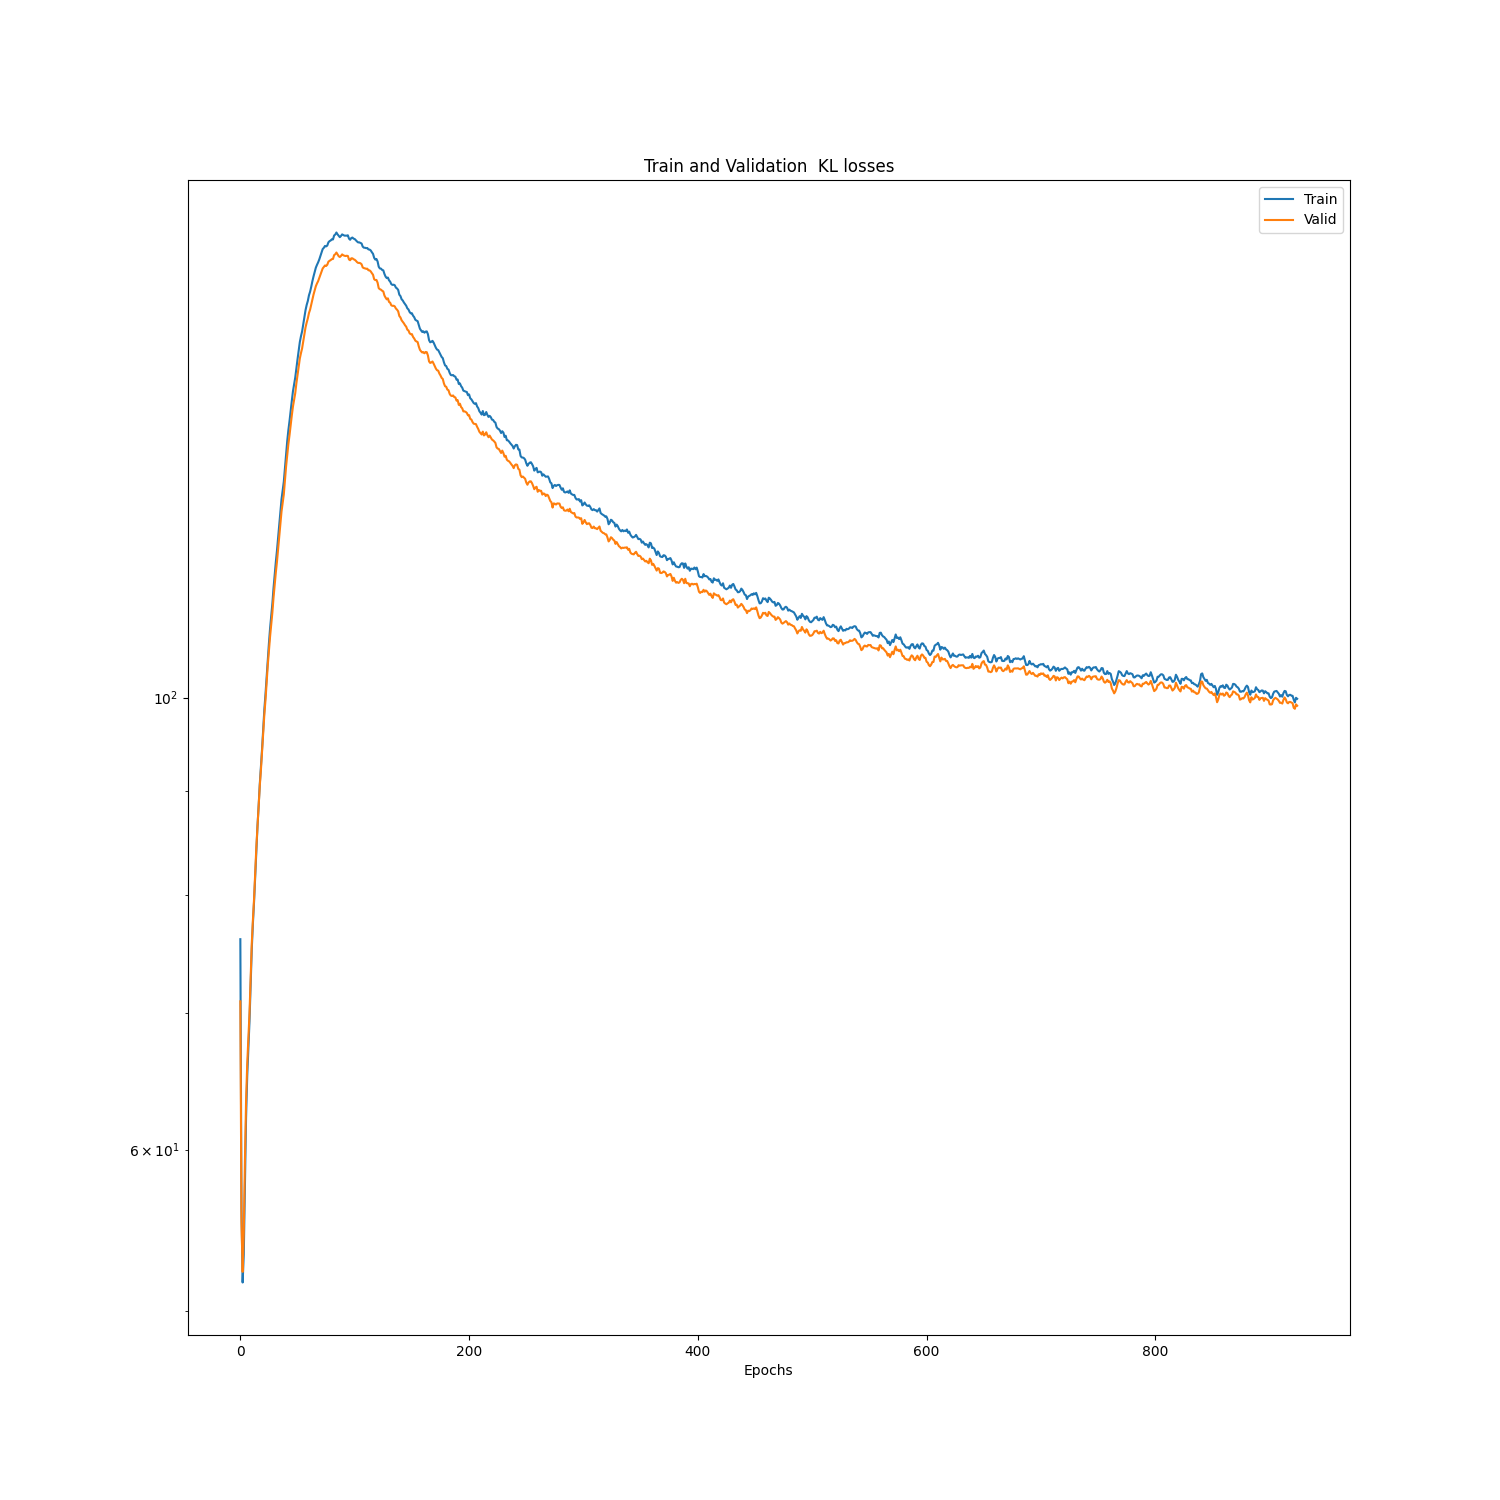 Train and Validation  KL losses
Train
Valid
10²
6 × 10¹
0 200 400 600 800
Epochs